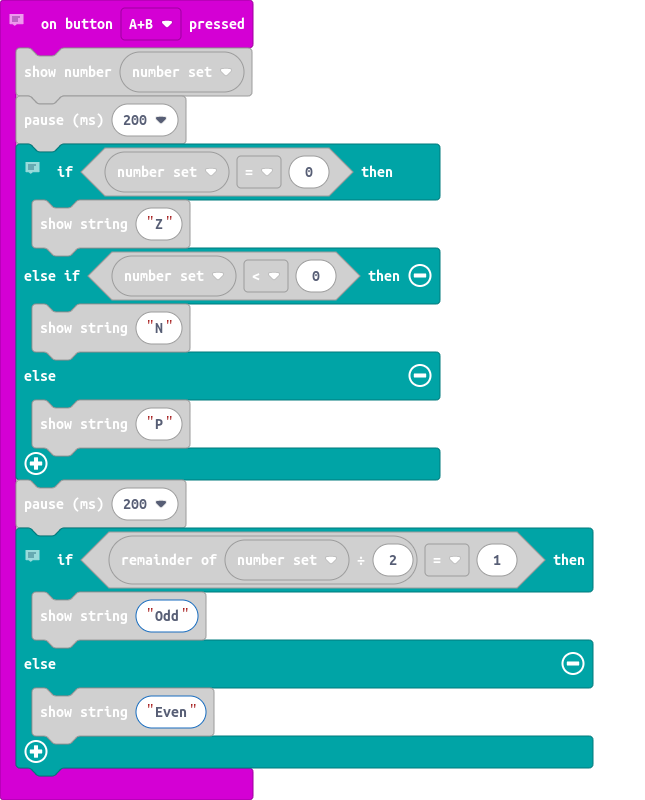 on button A+B pressed
show number number set
pause (ms) 200
if number set = 0 then
show string "Z"
else if number set < 0 then
show string "N"
else
show string "P"
pause (ms) 200
if remainder of number set ÷ 2 = 1 then
show string "Odd"
else
show string "Even"